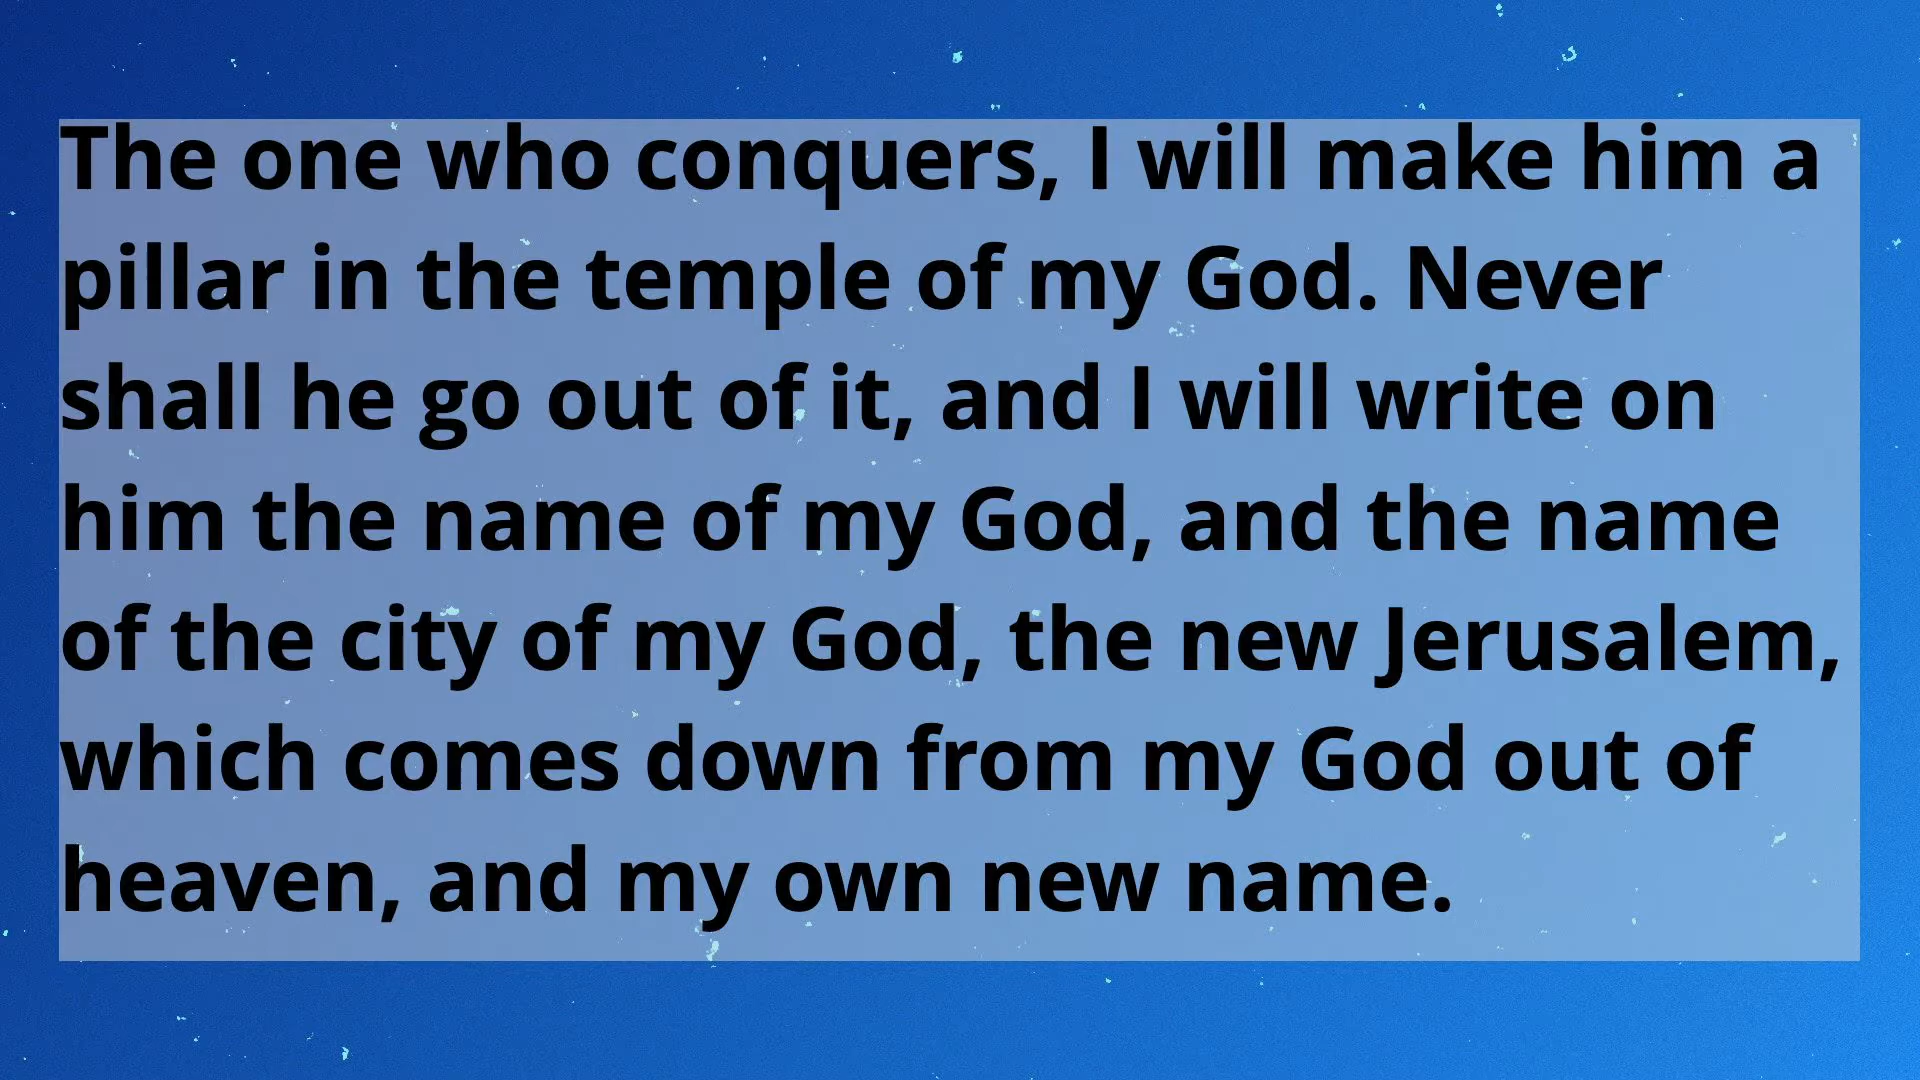 The one who conquers, I will make him a
pillar in the temple of my God. Never
shall he go out of it, and I will write on
him the name of my God, and the name
of the city of my God, the new Jerusalem,
which comes down from my God out of
heaven, and my own new name.